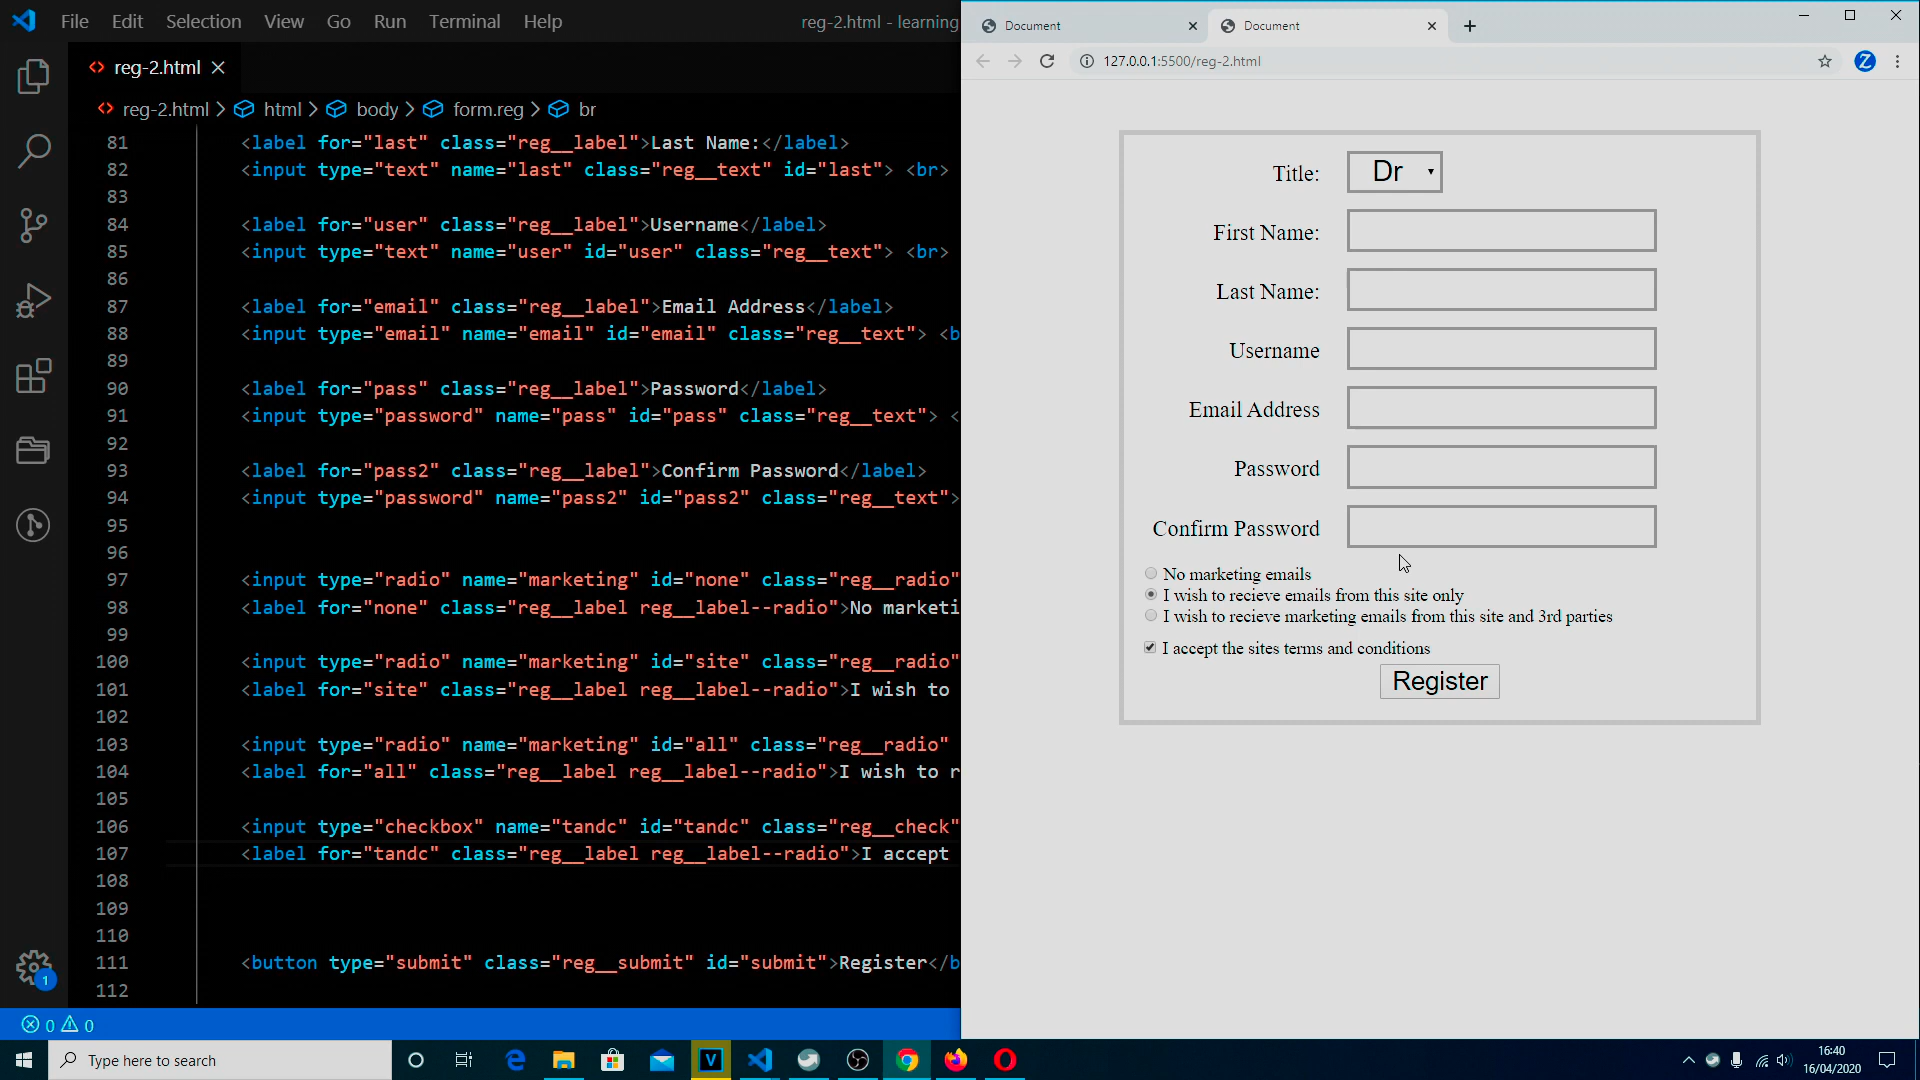 File Edit Selection View Go Run Terminal Help reg-2.html - learning
reg-2.html
reg-2.html > html > body > form.reg > br
81 <label for="last" class="reg__label">Last Name:</label>
82 <input type="text" name="last" class="reg__text" id="last"> <br>
83
84 <label for="user" class="reg__label">Username</label>
85 <input type="text" name="user" id="user" class="reg__text"> <br>
86
87 <label for="email" class="reg__label">Email Address</label>
88 <input type="email" name="email" id="email" class="reg__text"> <b
89
90 <label for="pass" class="reg__label">Password</label>
91 <input type="password" name="pass" id="pass" class="reg__text"> <
92
93 <label for="pass2" class="reg__label">Confirm Password</label>
94 <input type="password" name="pass2" id="pass2" class="reg__text">
95
96
97 <input type="radio" name="marketing" id="none" class="reg__radio"
98 <label for="none" class="reg__label reg__label--radio">No marketi
99
100 <input type="radio" name="marketing" id="site" class="reg__radio"
101 <label for="site" class="reg__label reg__label--radio">I wish to
102
103 <input type="radio" name="marketing" id="all" class="reg__radio"
104 <label for="all" class="reg__label reg__label--radio">I wish to r
105
106 <input type="checkbox" name="tandc" id="tandc" class="reg__check"
107 <label for="tandc" class="reg__label reg__label--radio">I accept
108
109
110
111 <button type="submit" class="reg__submit" id="submit">Register</b
112
1
0 0
Document
Document
127.0.0.1:5500/reg-2.html
Z
Title: Dr
First Name:
Last Name:
Username
Email Address
Password
Confirm Password
No marketing emails
I wish to recieve emails from this site only
I wish to recieve marketing emails from this site and 3rd parties
I accept the sites terms and conditions
Register
Type here to search
V
16:40
16/04/2020